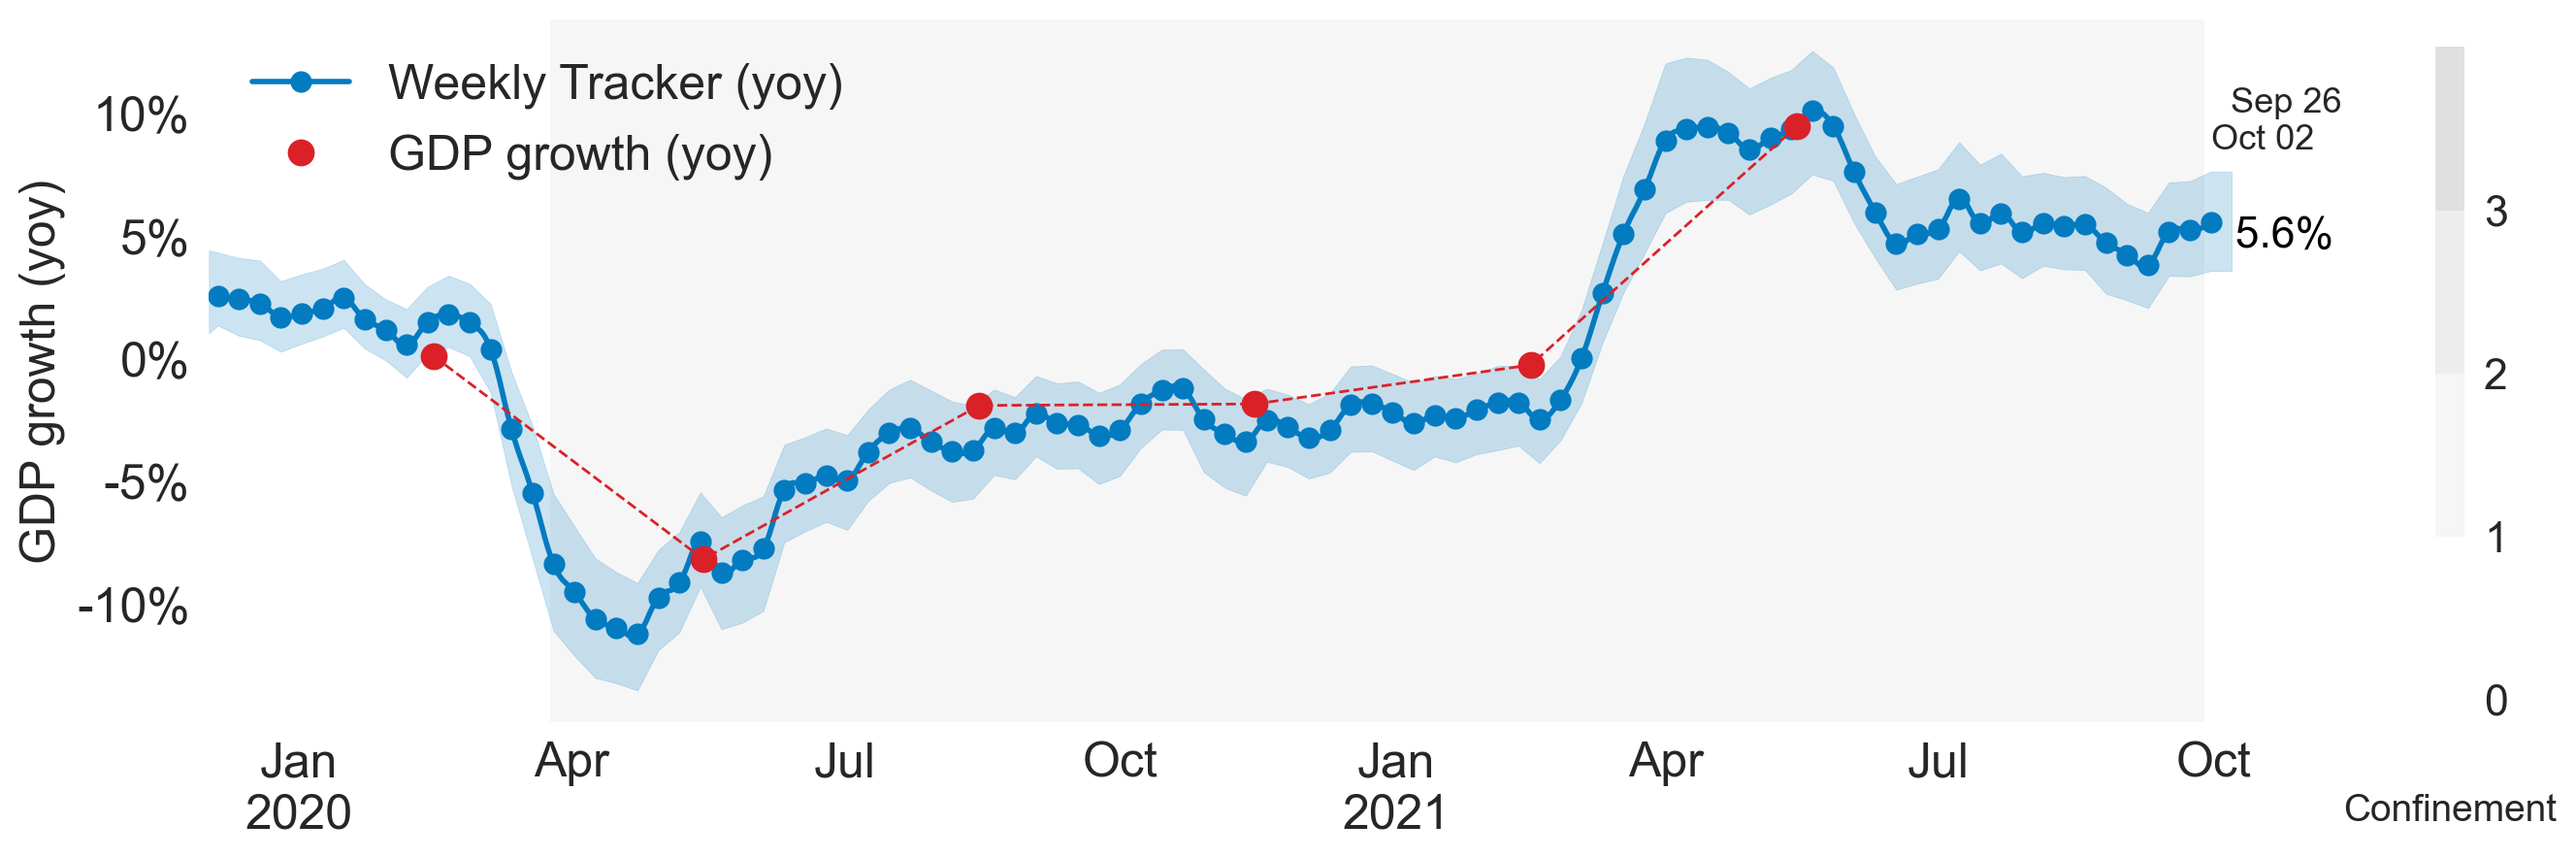 Weekly Tracker (yoy)
GDP growth (yoy)
GDP growth (yoy)
10%
5%
0%
-5%
-10%
Sep 26
Oct 02
5.6%
3
2
1
0
Jan Apr Jul Oct Jan Apr Jul Oct
2020 2021
Confinement